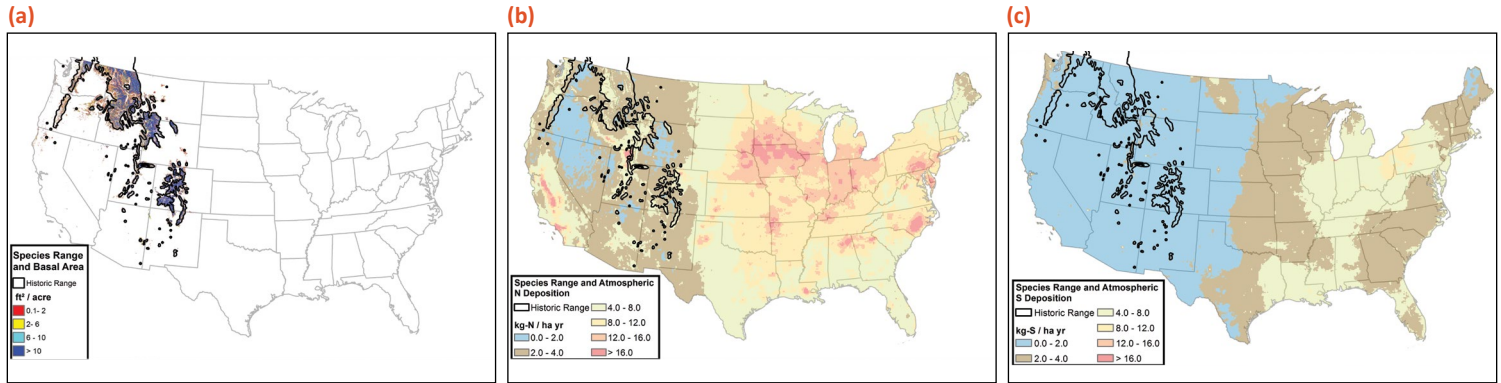 (a)
(b)
(c)
Species Range
and Basal Area
Historic Range
ft² / acre
0.1- 2
2- 6
6 - 10
> 10
Species Range and Atmospheric
N Deposition
Historic Range
kg-N / ha yr
0.0 - 2.0
2.0 - 4.0
4.0 - 8.0
8.0 - 12.0
12.0 - 16.0
> 16.0
Species Range and Atmospheric
S Deposition
Historic Range
kg-S / ha yr
0.0 - 2.0
2.0 - 4.0
4.0 - 8.0
8.0 - 12.0
12.0 - 16.0
> 16.0